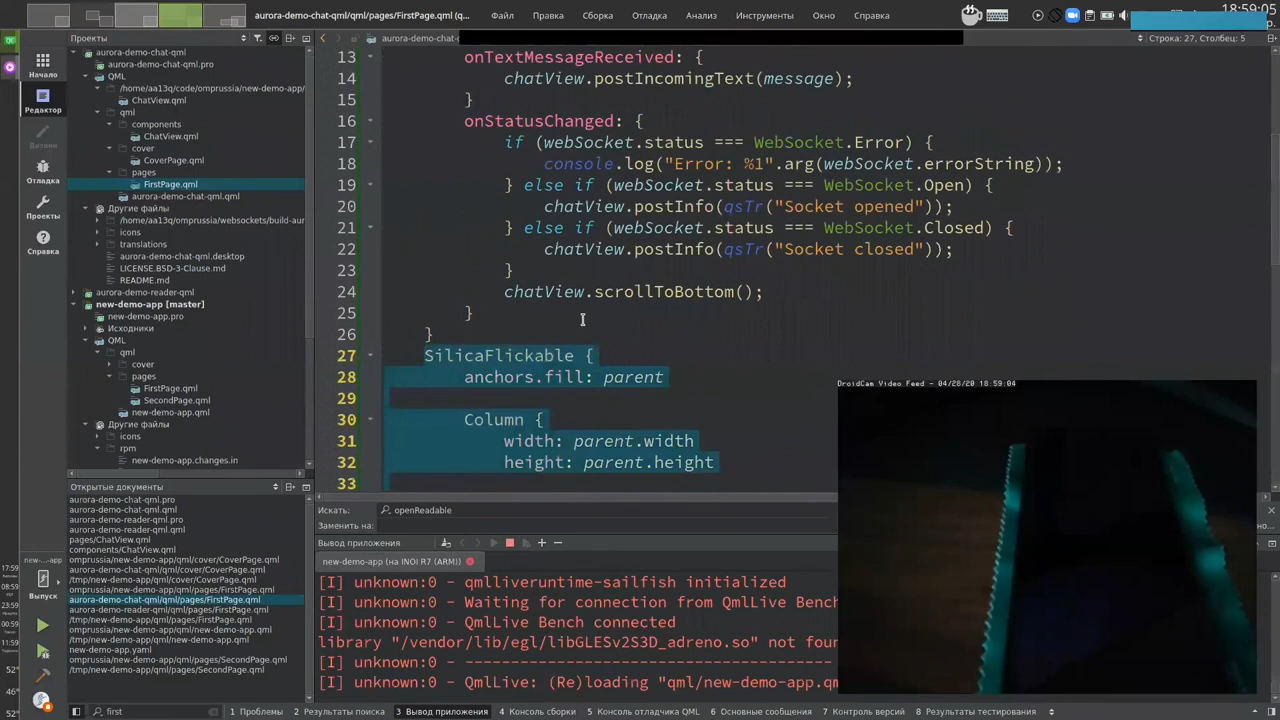 aurora-demo-chat-qml/qml/pages/FirstPage.qml (q...
Файл
Правка
Сборка
Отладка
Анализ
Инструменты
Окно
Справка
18:59:05
Проекты
aurora-demo-chat-q
Строка: 27, Столбец: 5
Начало
Редактор
Дизайн
Отладка
Проекты
Справка
aurora-demo-chat-qml
aurora-demo-chat-qml.pro
QML
/home/aa13q/code/omprussia/new-demo-app/
ChatView.qml
qml
components
ChatView.qml
cover
CoverPage.qml
pages
FirstPage.qml
aurora-demo-chat-qml.qml
Другие файлы
/home/aa13q/omprussia/websockets/build-aur
icons
translations
aurora-demo-chat-qml.desktop
LICENSE.BSD-3-Clause.md
README.md
aurora-demo-reader-qml
new-demo-app [master]
new-demo-app.pro
Исходники
QML
qml
cover
pages
FirstPage.qml
SecondPage.qml
new-demo-app.qml
Другие файлы
icons
rpm
new-demo-app.changes.in
13 onTextMessageReceived: {
14 chatView.postIncomingText(message);
15 }
16 onStatusChanged: {
17 if (webSocket.status === WebSocket.Error) {
18 console.log("Error: %1".arg(webSocket.errorString));
19 } else if (webSocket.status === WebSocket.Open) {
20 chatView.postInfo(qsTr("Socket opened"));
21 } else if (webSocket.status === WebSocket.Closed) {
22 chatView.postInfo(qsTr("Socket closed"));
23 }
24 chatView.scrollToBottom();
25 }
26 }
27 SilicaFlickable {
28 anchors.fill: parent
29
30 Column {
31 width: parent.width
32 height: parent.height
33
DroidCam Video Feed - 04/28/20 18:59:04
Открытые документы
aurora-demo-chat-qml.pro
aurora-demo-chat-qml.qml
aurora-demo-reader-qml.pro
aurora-demo-reader-qml.qml
pages/ChatView.qml
components/ChatView.qml
omprussia/new-demo-app/qml/cover/CoverPage.qml
aurora-demo-chat-qml/qml/cover/CoverPage.qml
/tmp/new-demo-app/qml/cover/CoverPage.qml
omprussia/new-demo-app/qml/pages/FirstPage.qml
aurora-demo-chat-qml/qml/pages/FirstPage.qml
aurora-demo-reader-qml/qml/pages/FirstPage.qml
/tmp/new-demo-app/qml/pages/FirstPage.qml
omprussia/new-demo-app/qml/new-demo-app.qml
/tmp/new-demo-app/qml/new-demo-app.qml
new-demo-app.yaml
omprussia/new-demo-app/qml/pages/SecondPage.qml
/tmp/new-demo-app/qml/pages/SecondPage.qml
new-...-app
Выпуск
Искать:
openReadable
Заменить на:
Вывод приложения
new-demo-app (на INOI R7 (ARM))
[I] unknown:0 - qmlliveruntime-sailfish initialized
[I] unknown:0 - Waiting for connection from QmlLive Benc
[I] unknown:0 - QmlLive Bench connected
library "/vendor/lib/egl/libGLESv2S3D_adreno.so" not foun
[I] unknown:0 - ---------------------------------
[I] unknown:0 - QmlLive: (Re)loading "qml/new-demo-app.qm
17:59
08:59
23:59
00:59
11:59
52°
46°
52°
first
1 Проблемы
2 Результаты поиска
3 Вывод приложения
4 Консоль сборки
5 Консоль отладчика QML
6 Основные сообщения
7 Контроль версий
8 Результаты тестирования